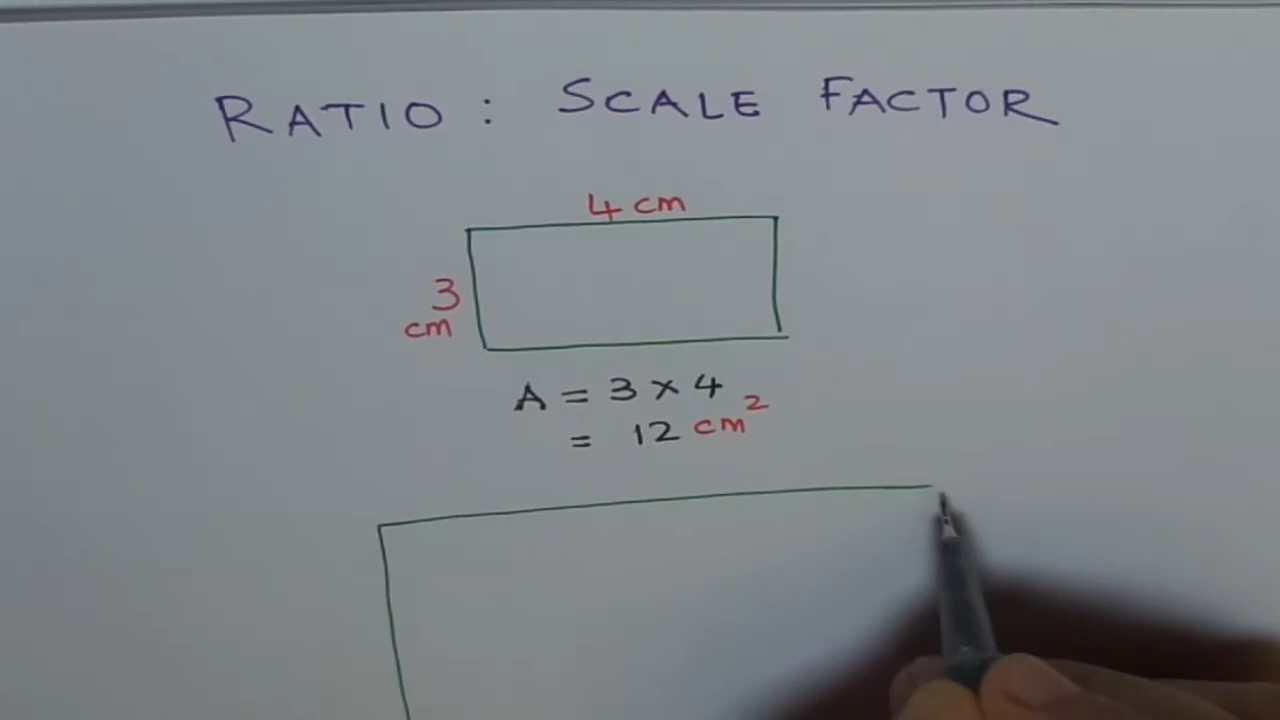 RATIO : SCALE FACTOR
4 cm
3
cm
A = 3 × 4
= 12 cm²